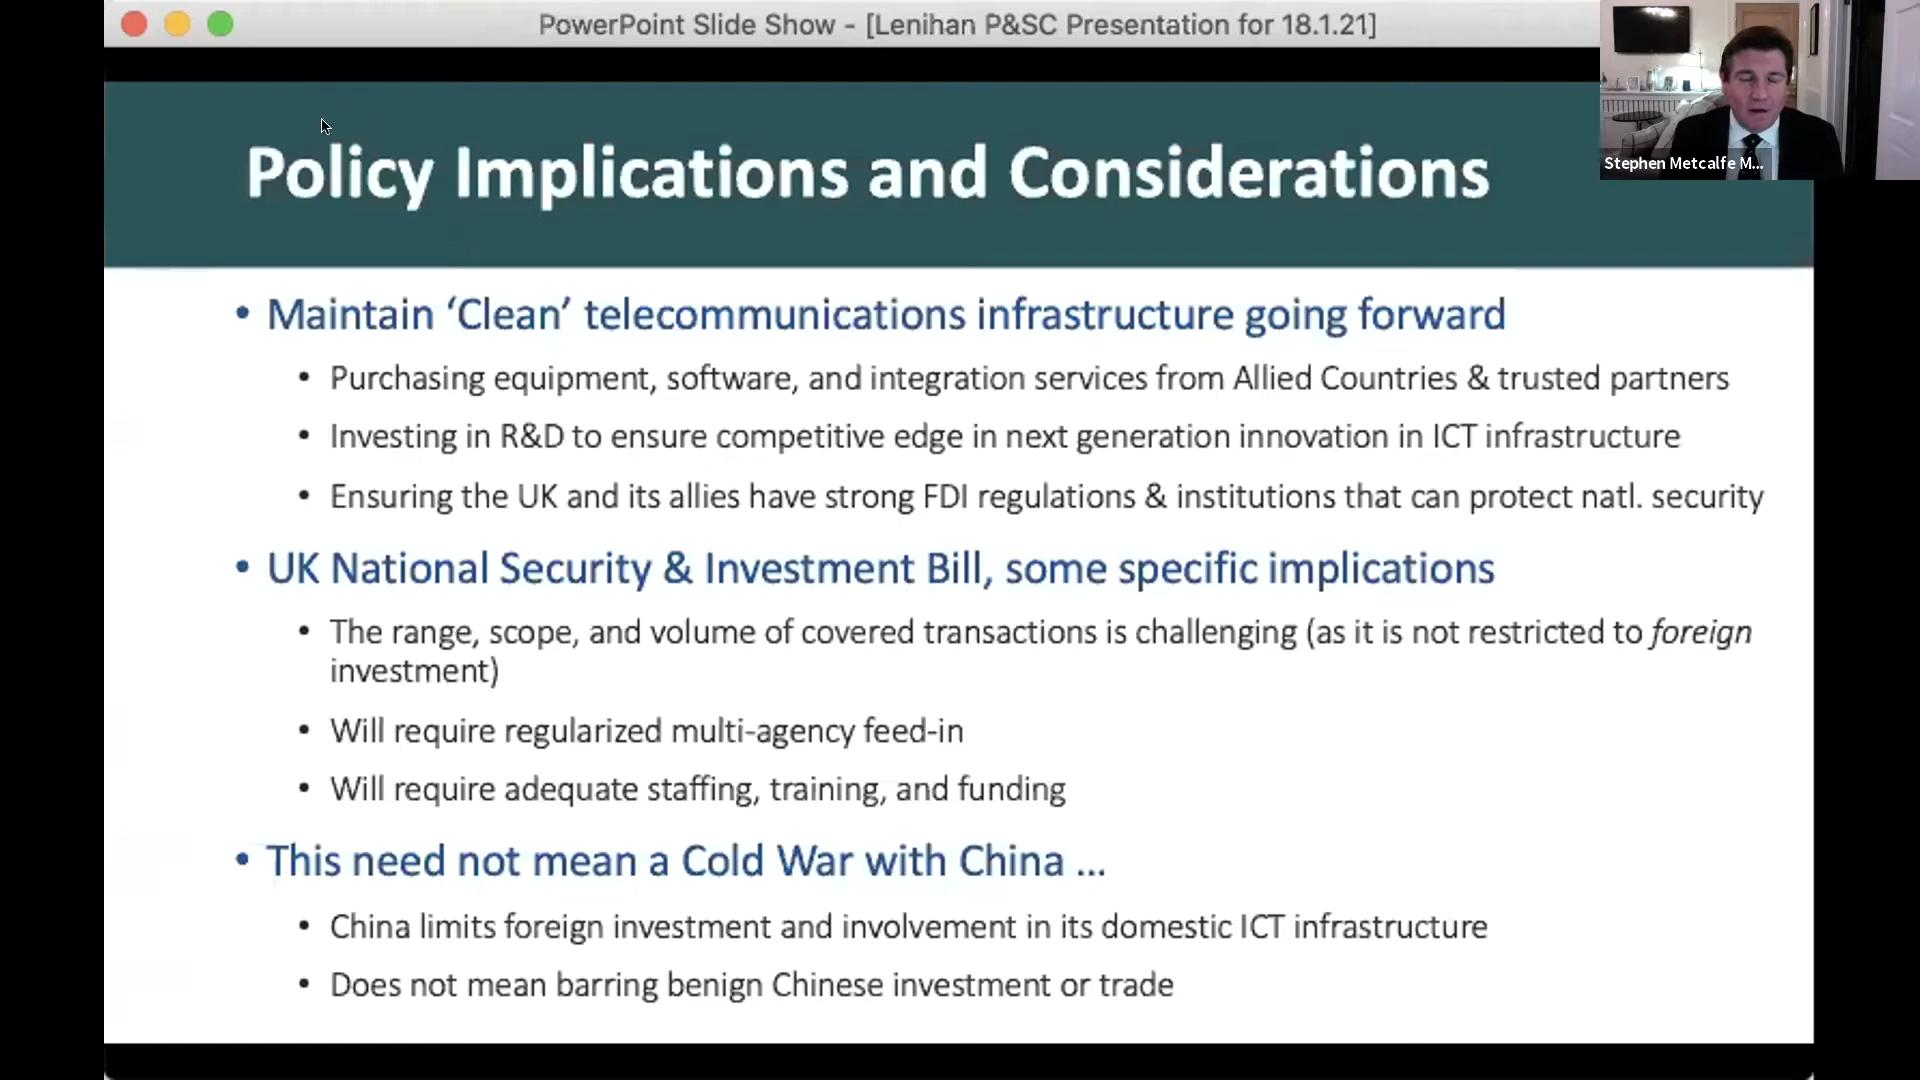 PowerPoint Slide Show - [Lenihan P&SC Presentation for 18.1.21]
Stephen Metcalfe M...
Policy Implications and Considerations
• Maintain ‘Clean’ telecommunications infrastructure going forward
• Purchasing equipment, software, and integration services from Allied Countries & trusted partners
• Investing in R&D to ensure competitive edge in next generation innovation in ICT infrastructure
• Ensuring the UK and its allies have strong FDI regulations & institutions that can protect natl. security
• UK National Security & Investment Bill, some specific implications
• The range, scope, and volume of covered transactions is challenging (as it is not restricted to foreign
investment)
• Will require regularized multi-agency feed-in
• Will require adequate staffing, training, and funding
• This need not mean a Cold War with China ...
• China limits foreign investment and involvement in its domestic ICT infrastructure
• Does not mean barring benign Chinese investment or trade